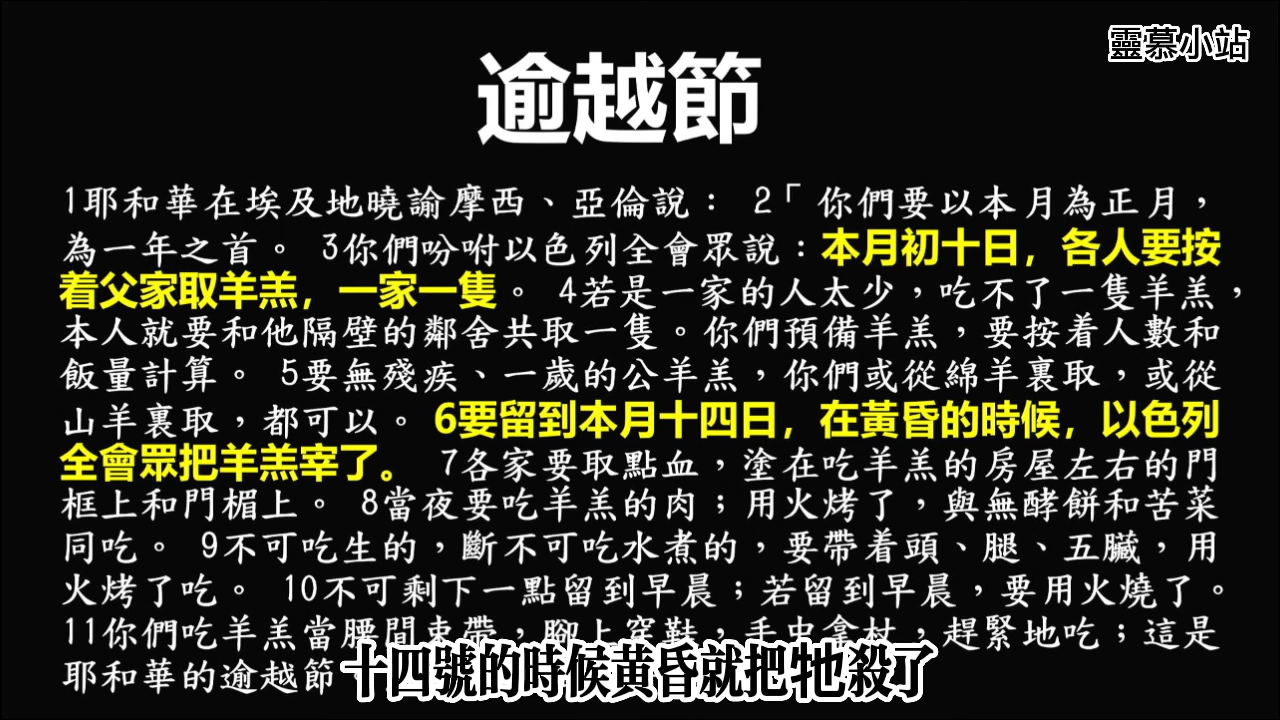 靈慕小站
逾越節
1耶和華在埃及地曉諭摩西、亞倫說： 2「你們要以本月為正月，
為一年之首。 3你們吩咐以色列全會眾說：本月初十日，各人要按
着父家取羊羔，一家一隻。 4若是一家的人太少，吃不了一隻羊羔，
本人就要和他隔壁的鄰舍共取一隻。你們預備羊羔，要按着人數和
飯量計算。 5要無殘疾、一歲的公羊羔，你們或從綿羊裏取，或從
山羊裏取，都可以。 6要留到本月十四日，在黃昏的時候，以色列
全會眾把羊羔宰了。 7各家要取點血，塗在吃羊羔的房屋左右的門
框上和門楣上。 8當夜要吃羊羔的肉；用火烤了，與無酵餅和苦菜
同吃。 9不可吃生的，斷不可吃水煮的，要帶着頭、腿、五臟，用
火烤了吃。 10不可剩下一點留到早晨；若留到早晨，要用火燒了。
11你們吃羊羔當腰間束帶，腳上穿鞋，手中拿杖，趕緊地吃；這是
耶和華的逾越節
十四號的時候黄昏就把牠殺了